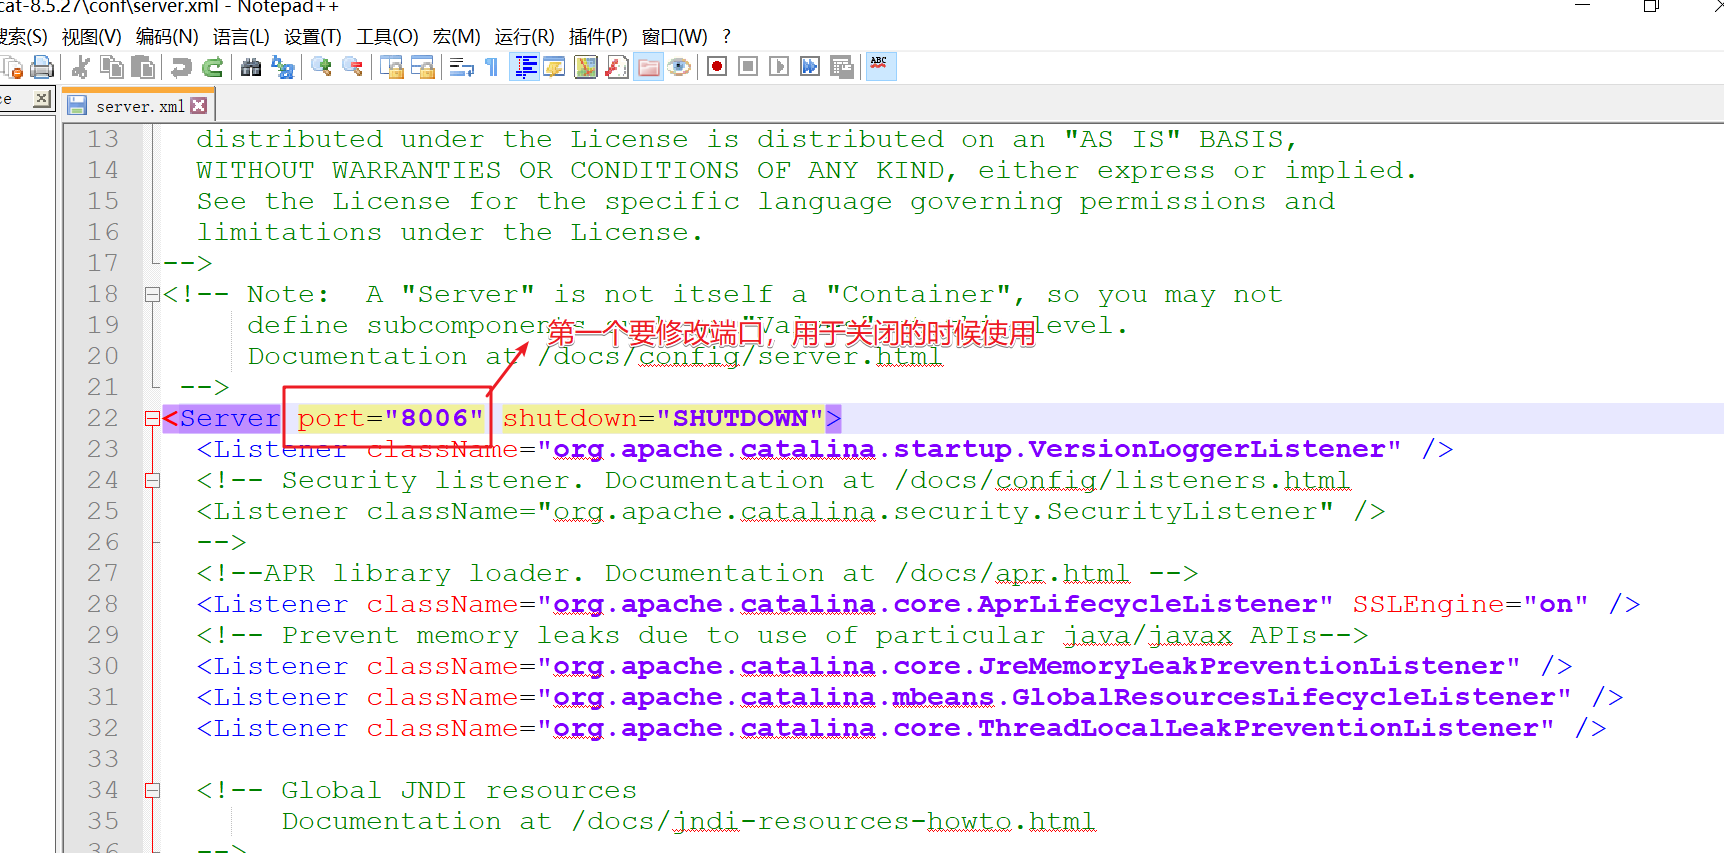 cat-8.5.27\conf\server.xml - Notepad++
搜索(S) 视图(V) 编码(N) 语言(L) 设置(T) 工具(O) 宏(M) 运行(R) 插件(P) 窗口(W) ?
ABC
ce
server.xml
13 distributed under the License is distributed on an "AS IS" BASIS,
14 WITHOUT WARRANTIES OR CONDITIONS OF ANY KIND, either express or implied.
15 See the License for the specific language governing permissions and
16 limitations under the License.
17 -->
18 <!-- Note:  A "Server" is not itself a "Container", so you may not
19 define subcomponents "Valves" level.
第一个要修改端口，用于关闭的时候使用
20 Documentation at /docs/config/server.html
21 -->
22 <Server port="8006" shutdown="SHUTDOWN">
23 <Listener className="org.apache.catalina.startup.VersionLoggerListener" />
24 <!-- Security listener. Documentation at /docs/config/listeners.html
25 <Listener className="org.apache.catalina.security.SecurityListener" />
26 -->
27 <!--APR library loader. Documentation at /docs/apr.html -->
28 <Listener className="org.apache.catalina.core.AprLifecycleListener" SSLEngine="on" />
29 <!-- Prevent memory leaks due to use of particular java/javax APIs-->
30 <Listener className="org.apache.catalina.core.JreMemoryLeakPreventionListener" />
31 <Listener className="org.apache.catalina.mbeans.GlobalResourcesLifecycleListener" />
32 <Listener className="org.apache.catalina.core.ThreadLocalLeakPreventionListener" />
33
34 <!-- Global JNDI resources
35 Documentation at /docs/jndi-resources-howto.html
36 -->